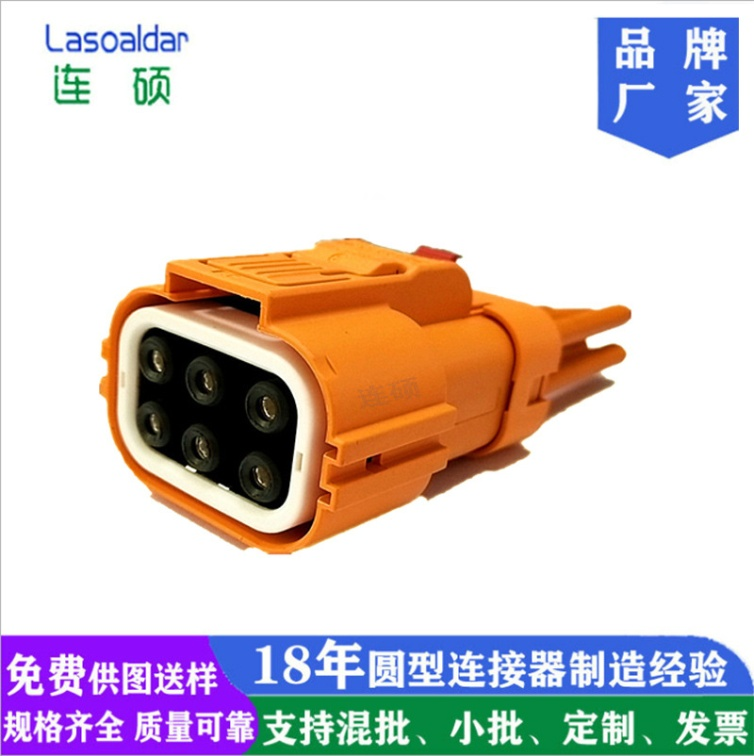 Lasoaldar
连硕
品牌
厂家
连硕
免费供图送样
规格齐全 质量可靠
18年圆型连接器制造经验
支持混批、小批、定制、发票